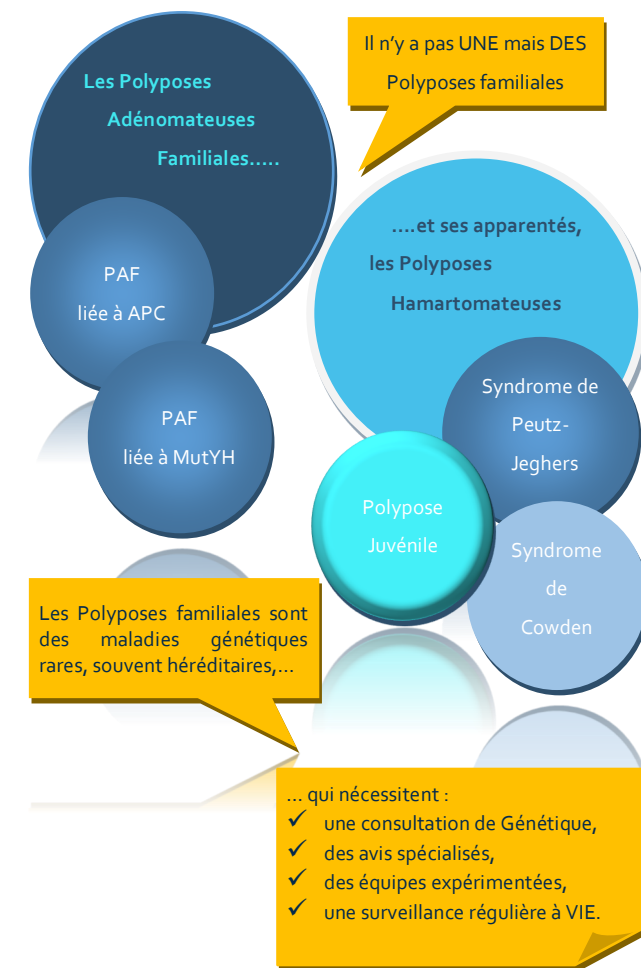 Il n'y a pas UNE mais DES
Polyposes familiales
Les Polyposes
Adénomateuses
Familiales.....
PAF
liée à APC
PAF
liée à MutYH
....et ses apparentés,
les Polyposes
Hamartomateuses
Syndrome de
Peutz-
Jeghers
Polypose
Juvénile
Syndrome
de
Cowden
Les Polyposes familiales sont
des maladies génétiques
rares, souvent héréditaires,...
... qui nécessitent :
✓ une consultation de Génétique,
✓ des avis spécialisés,
✓ des équipes expérimentées,
✓ une surveillance régulière à VIE.